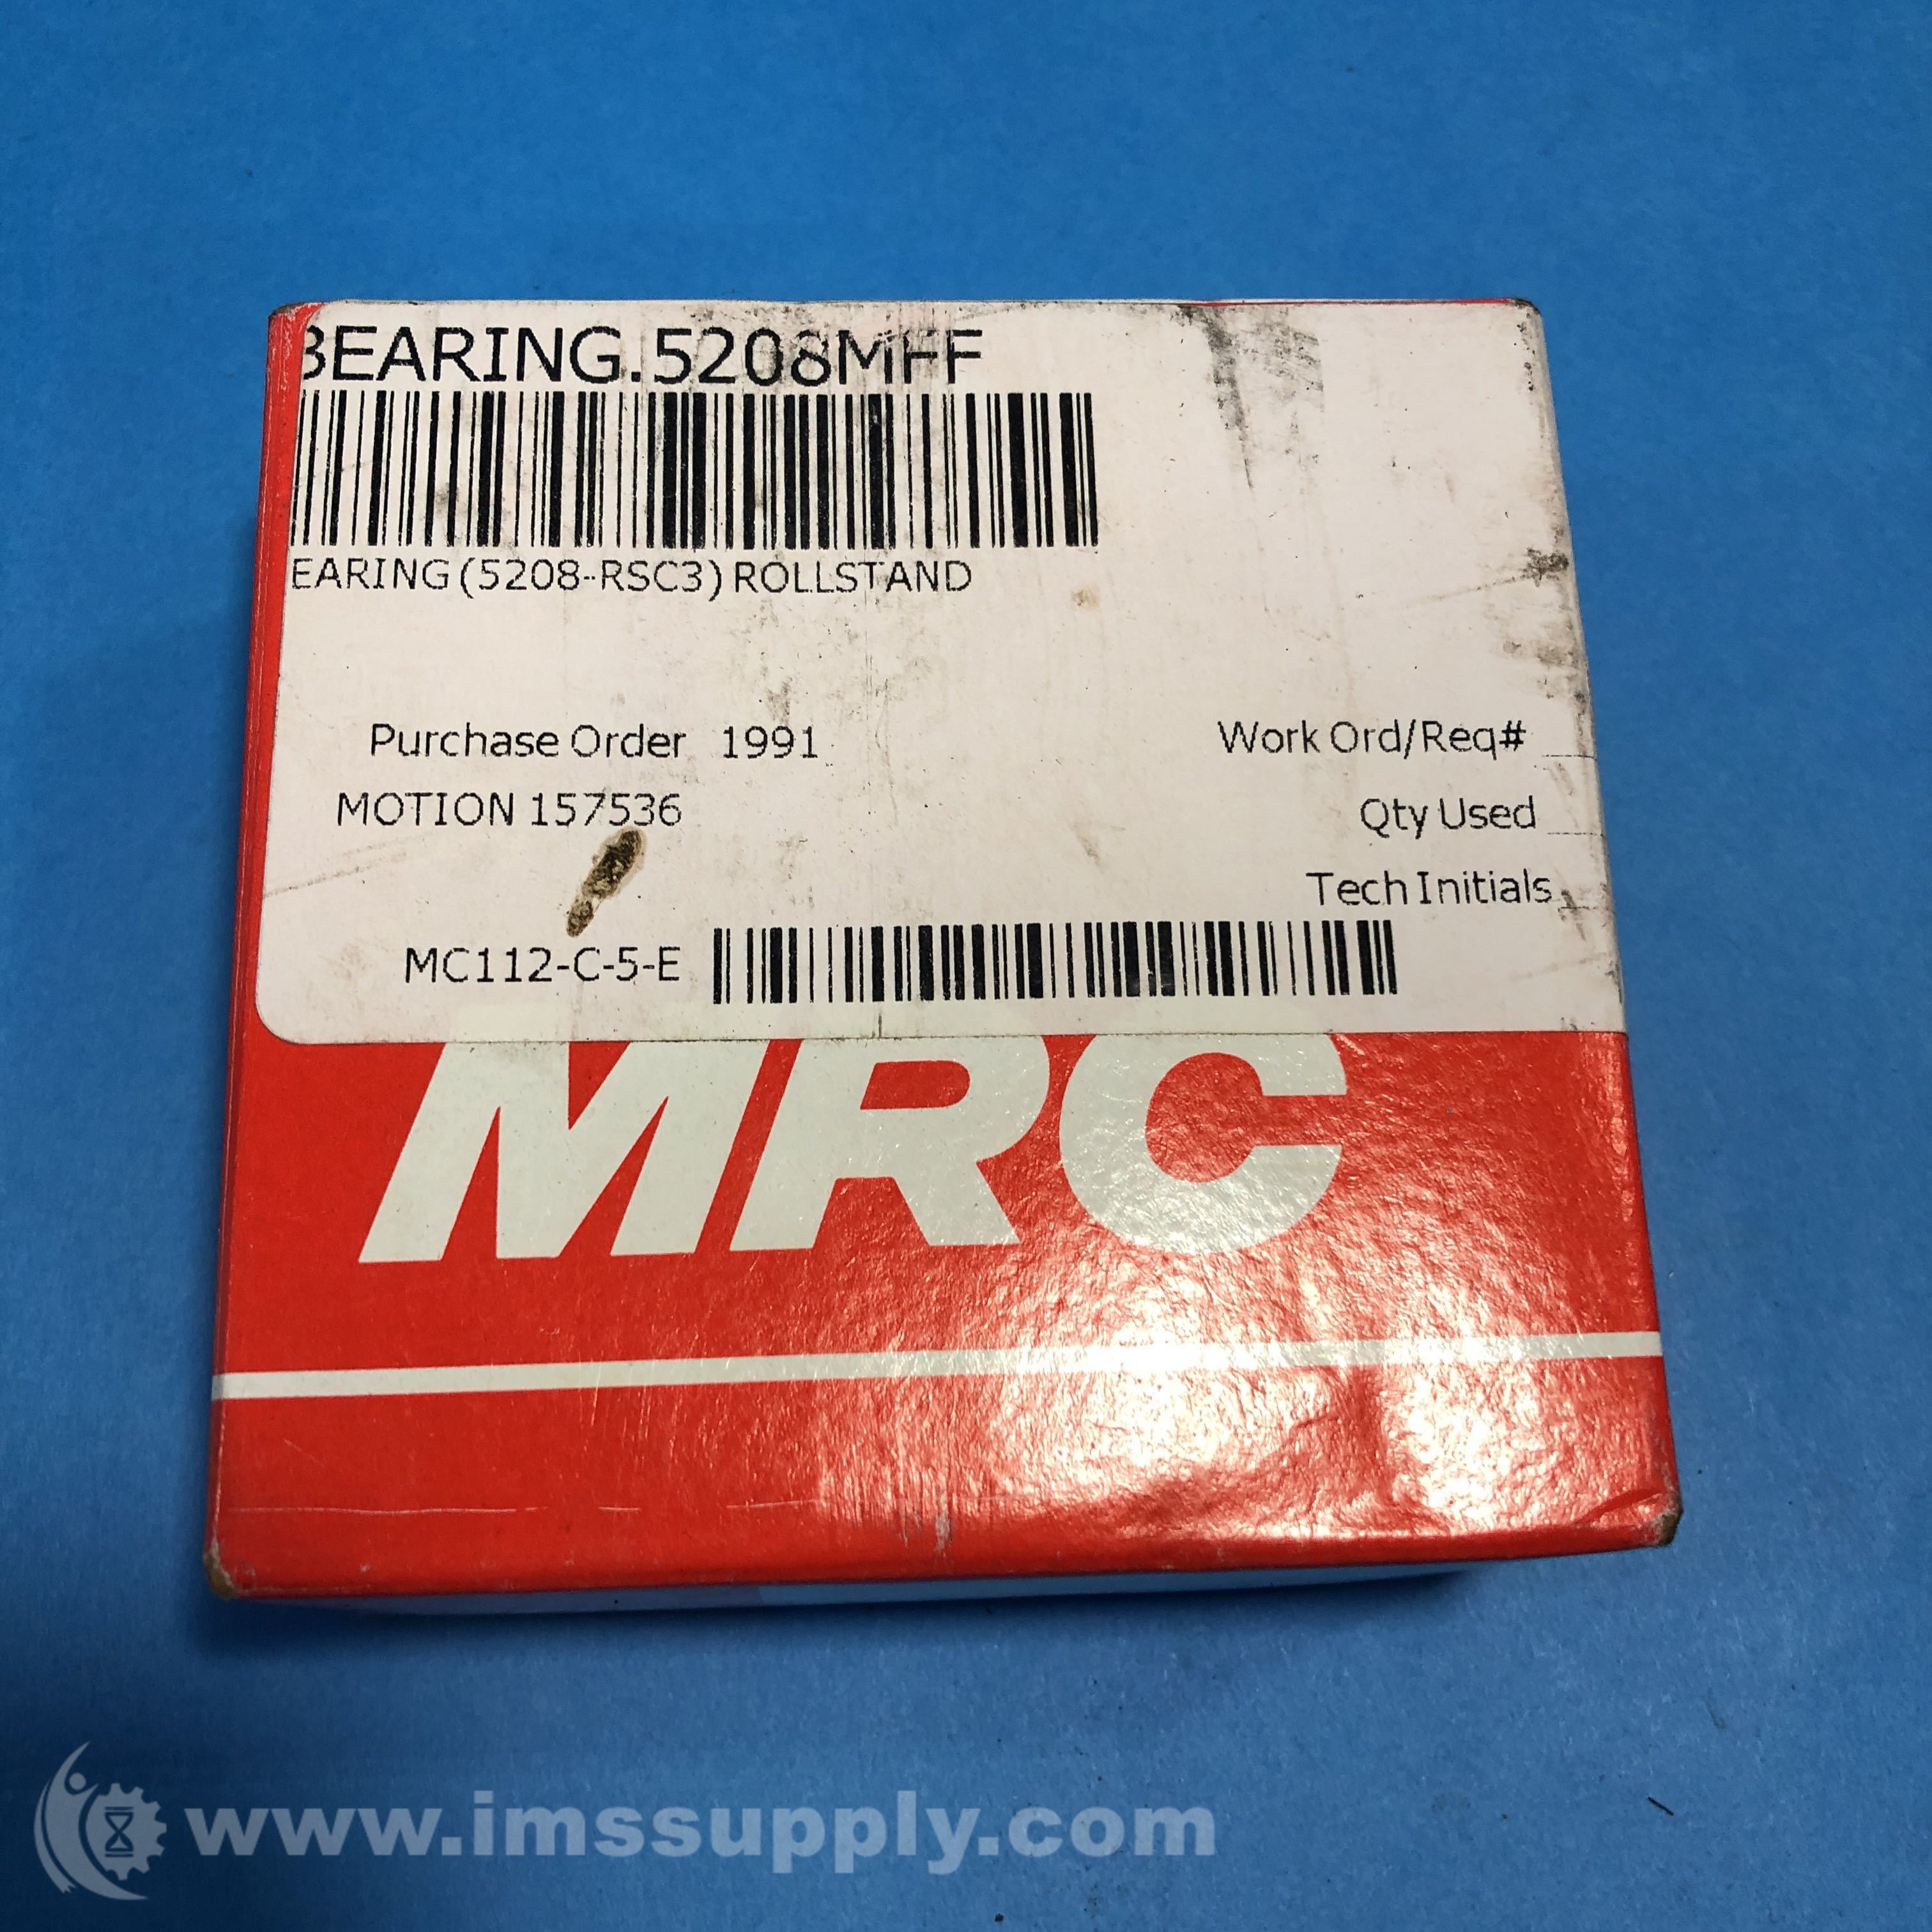 BEARING.5208MFF
EARING (5208-RSC3) ROLLSTAND
Purchase Order 1991
Work Ord/Req#
MOTION 157536
Qty Used
Tech Initials
MC112-C-5-E
MRC
www.imssupply.com